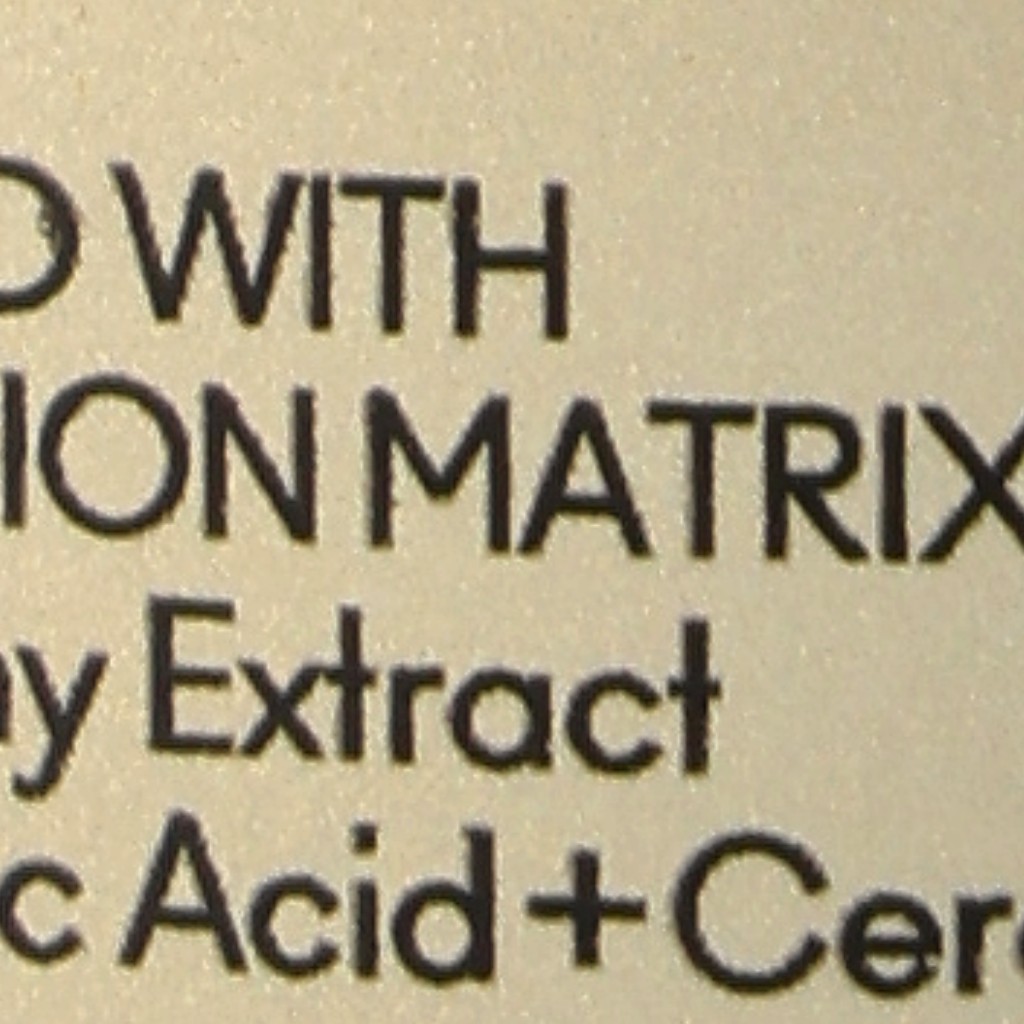 D WITH
ION MATRIX
y Extract
c Acid + Cer